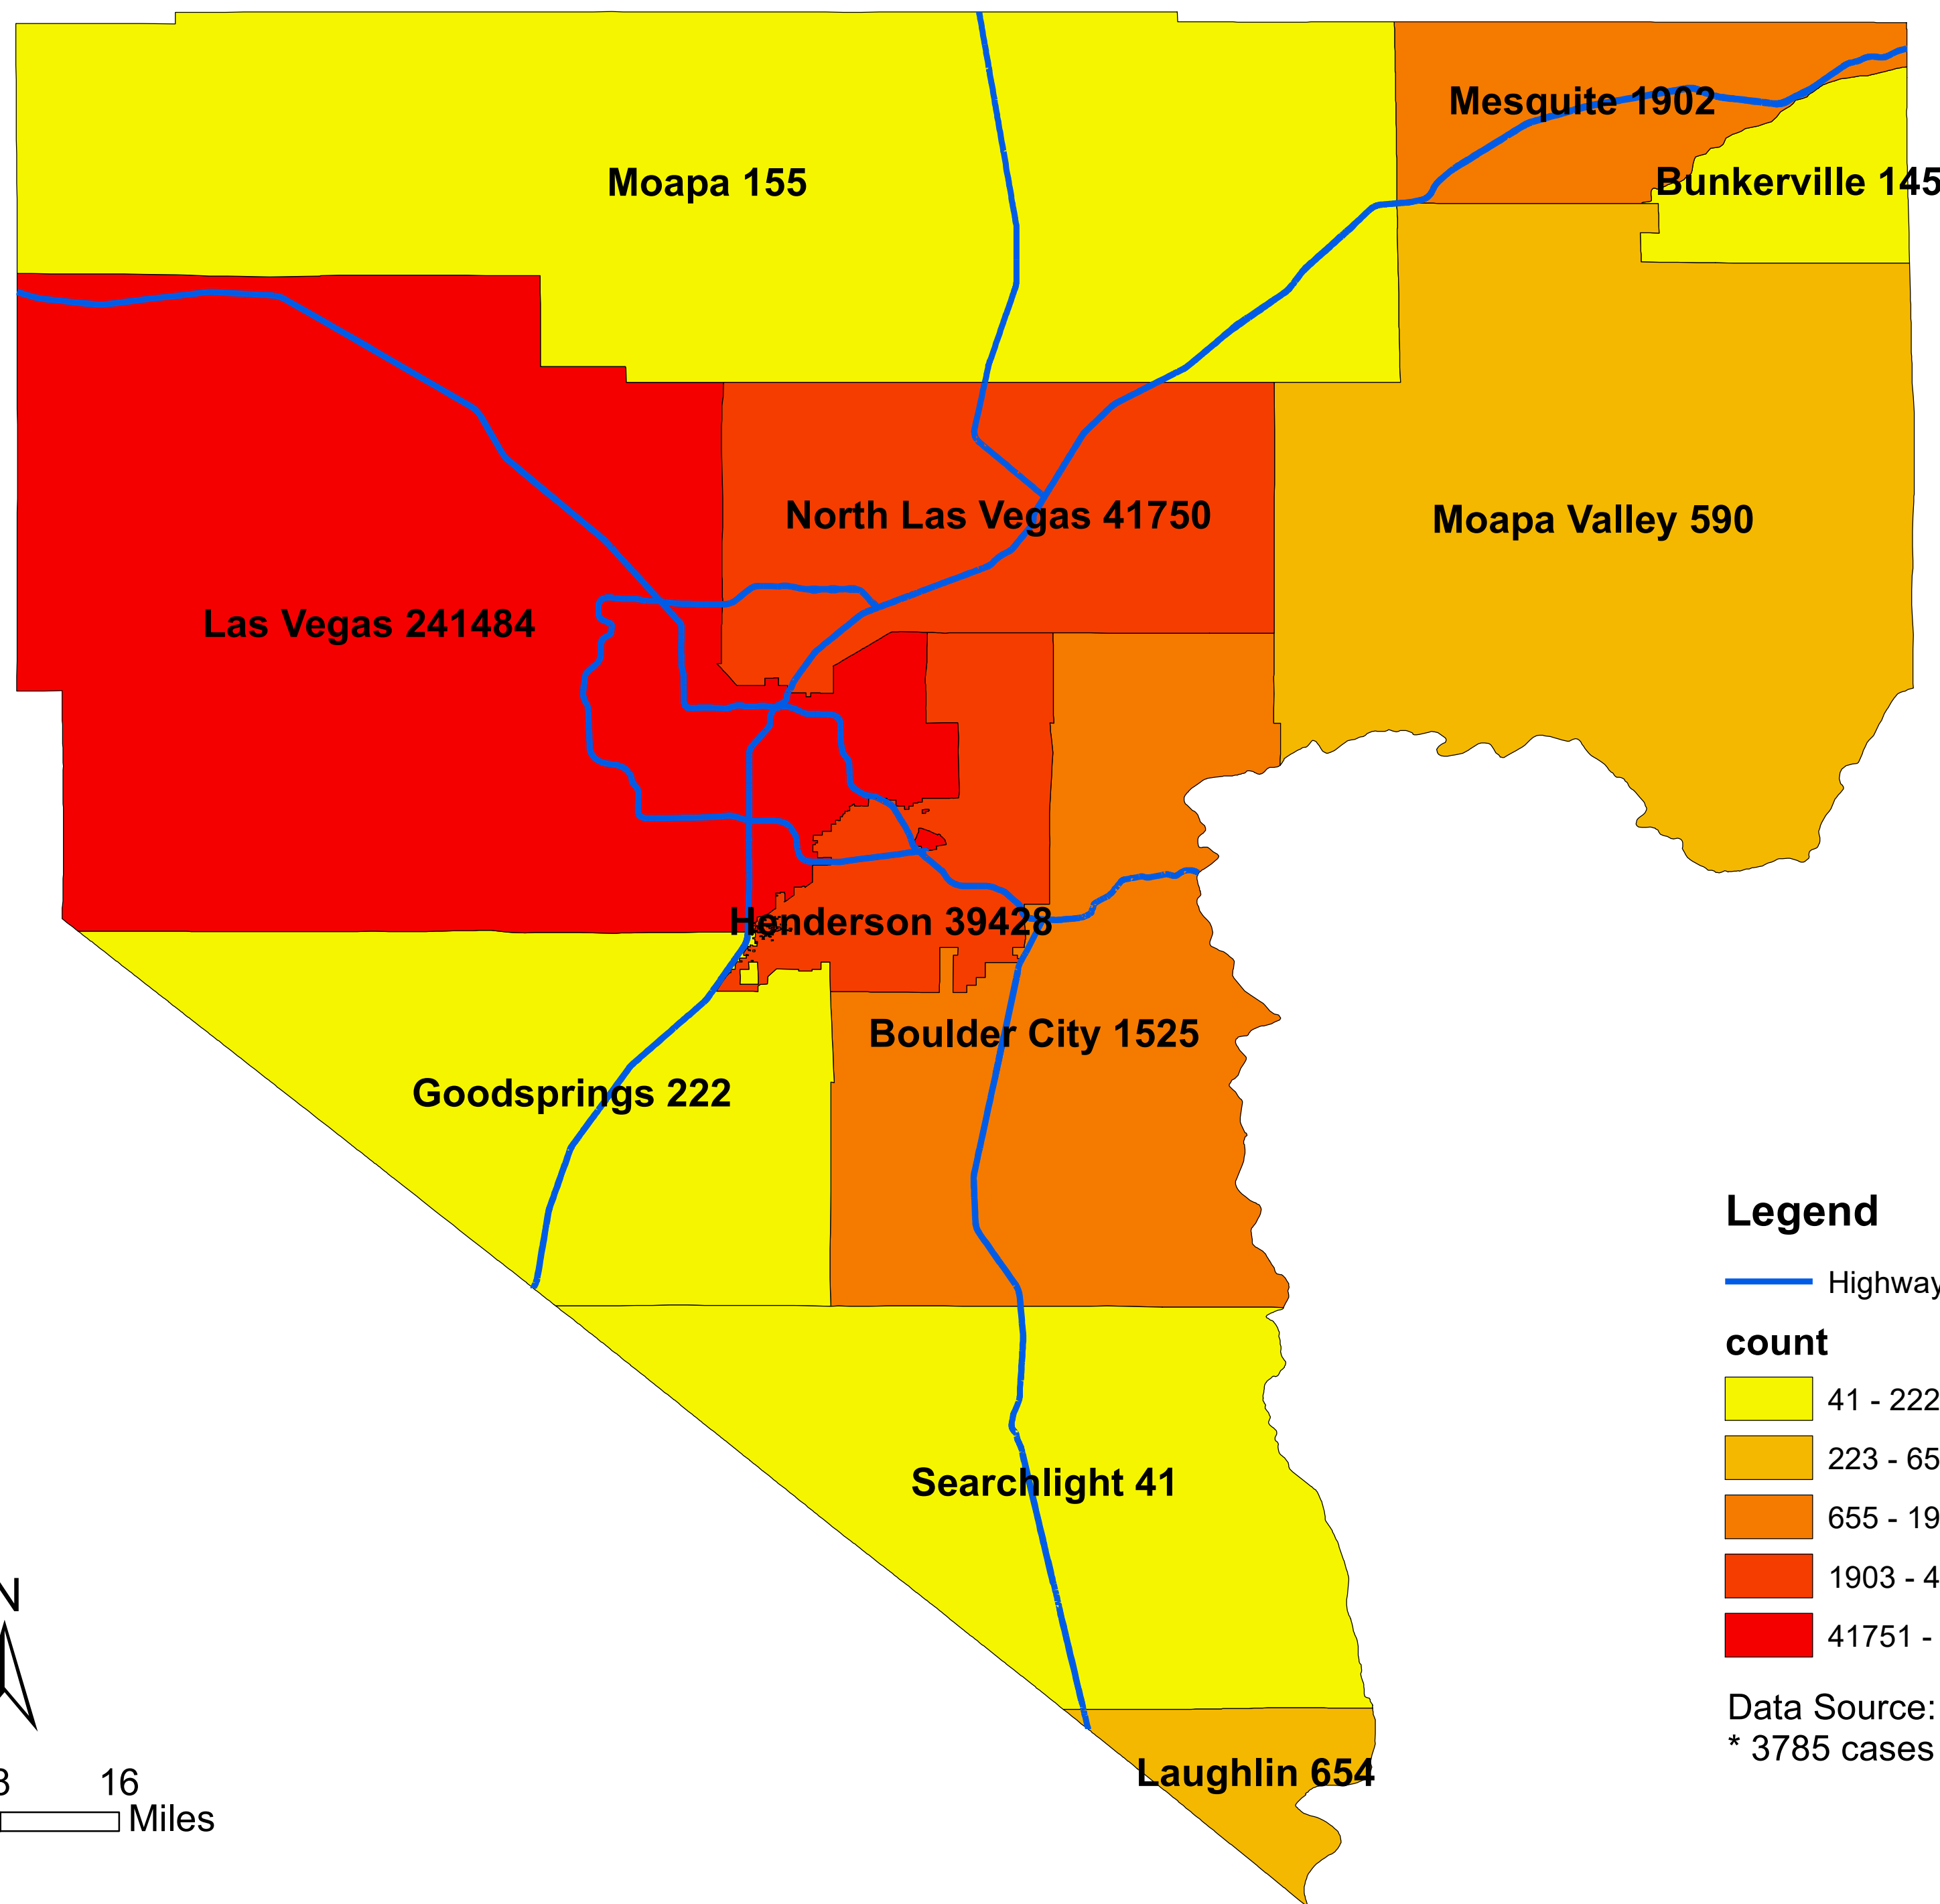 Mesquite 1902
Moapa 155
Bunkerville 145
North Las Vegas 41750
Moapa Valley 590
Las Vegas 241484
Henderson 39428
Boulder City 1525
Goodsprings 222
Searchlight 41
Laughlin 654
Legend
Highway
count
41 - 222
223 - 65
655 - 19
1903 - 4
41751 -
Data Source:
* 3785 cases
N
16
Miles